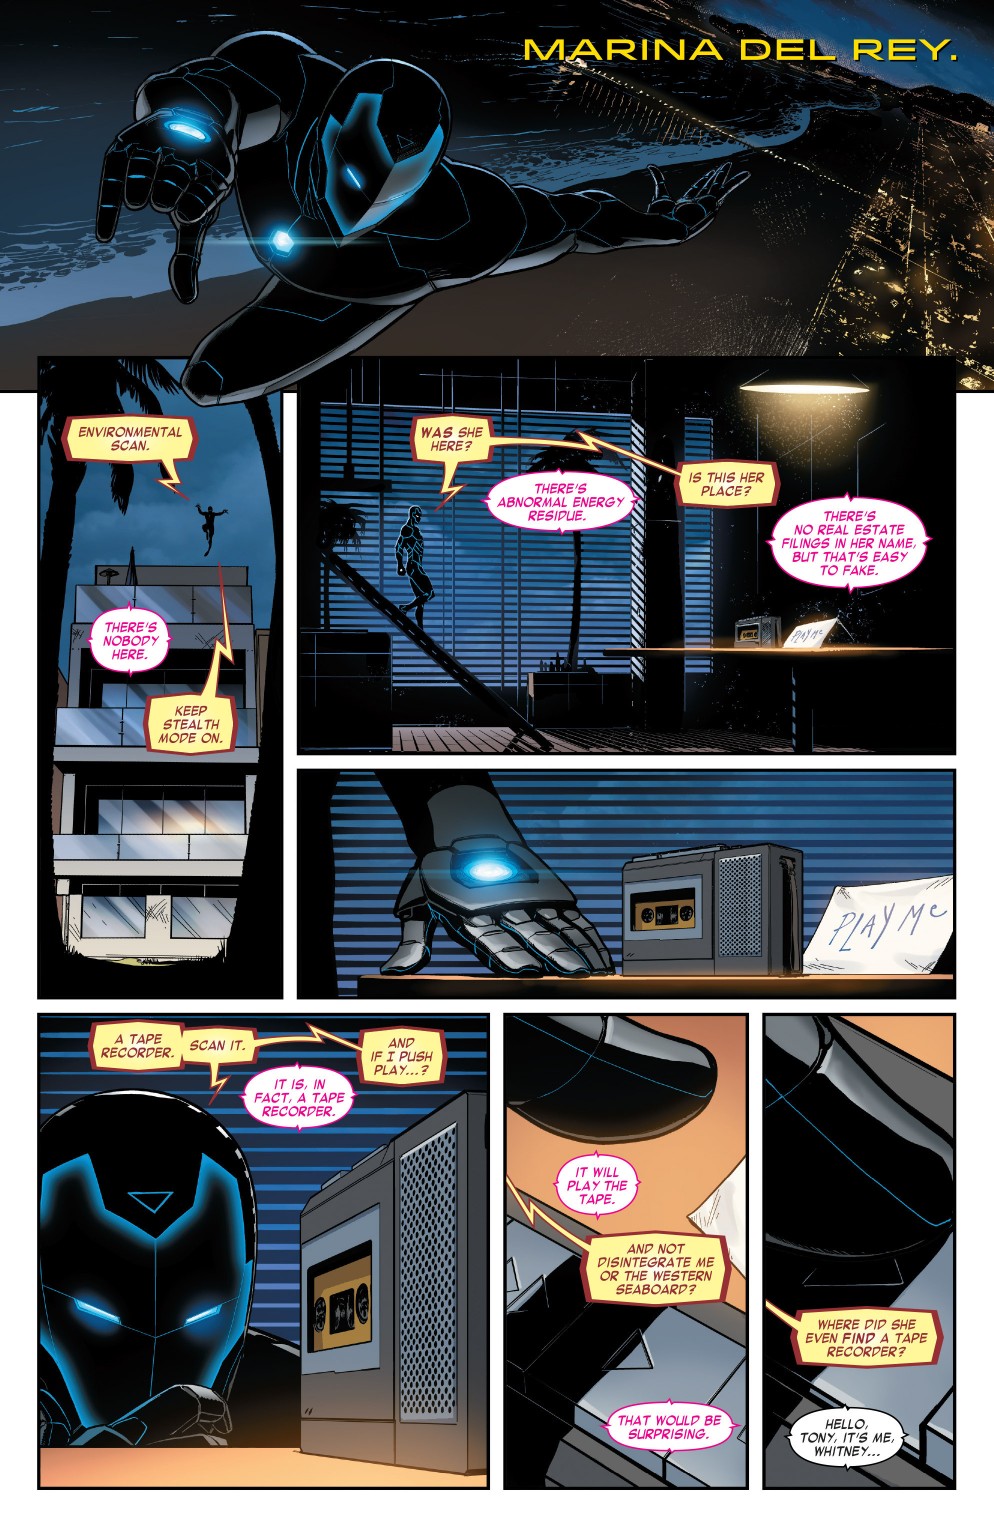 MARINA DEL REY.
ENVIRONMENTAL
SCAN.
THERE'S
NOBODY
HERE.
KEEP
STEALTH
MODE ON.
WAS SHE
HERE?
THERE'S
ABNORMAL ENERGY
RESIDUE.
IS THIS HER
PLACE?
THERE'S
NO REAL ESTATE
FILINGS IN HER NAME,
BUT THAT'S EASY
TO FAKE.
PLAY Me
PLAY Me
A TAPE
RECORDER.
SCAN IT.
IT IS, IN
FACT, A TAPE
RECORDER.
AND
IF I PUSH
PLAY...?
IT WILL
PLAY THE
TAPE.
AND NOT
DISINTEGRATE ME
OR THE WESTERN
SEABOARD?
THAT WOULD BE
SURPRISING.
WHERE DID SHE
EVEN FIND A TAPE
RECORDER?
HELLO,
TONY, IT'S ME,
WHITNEY...